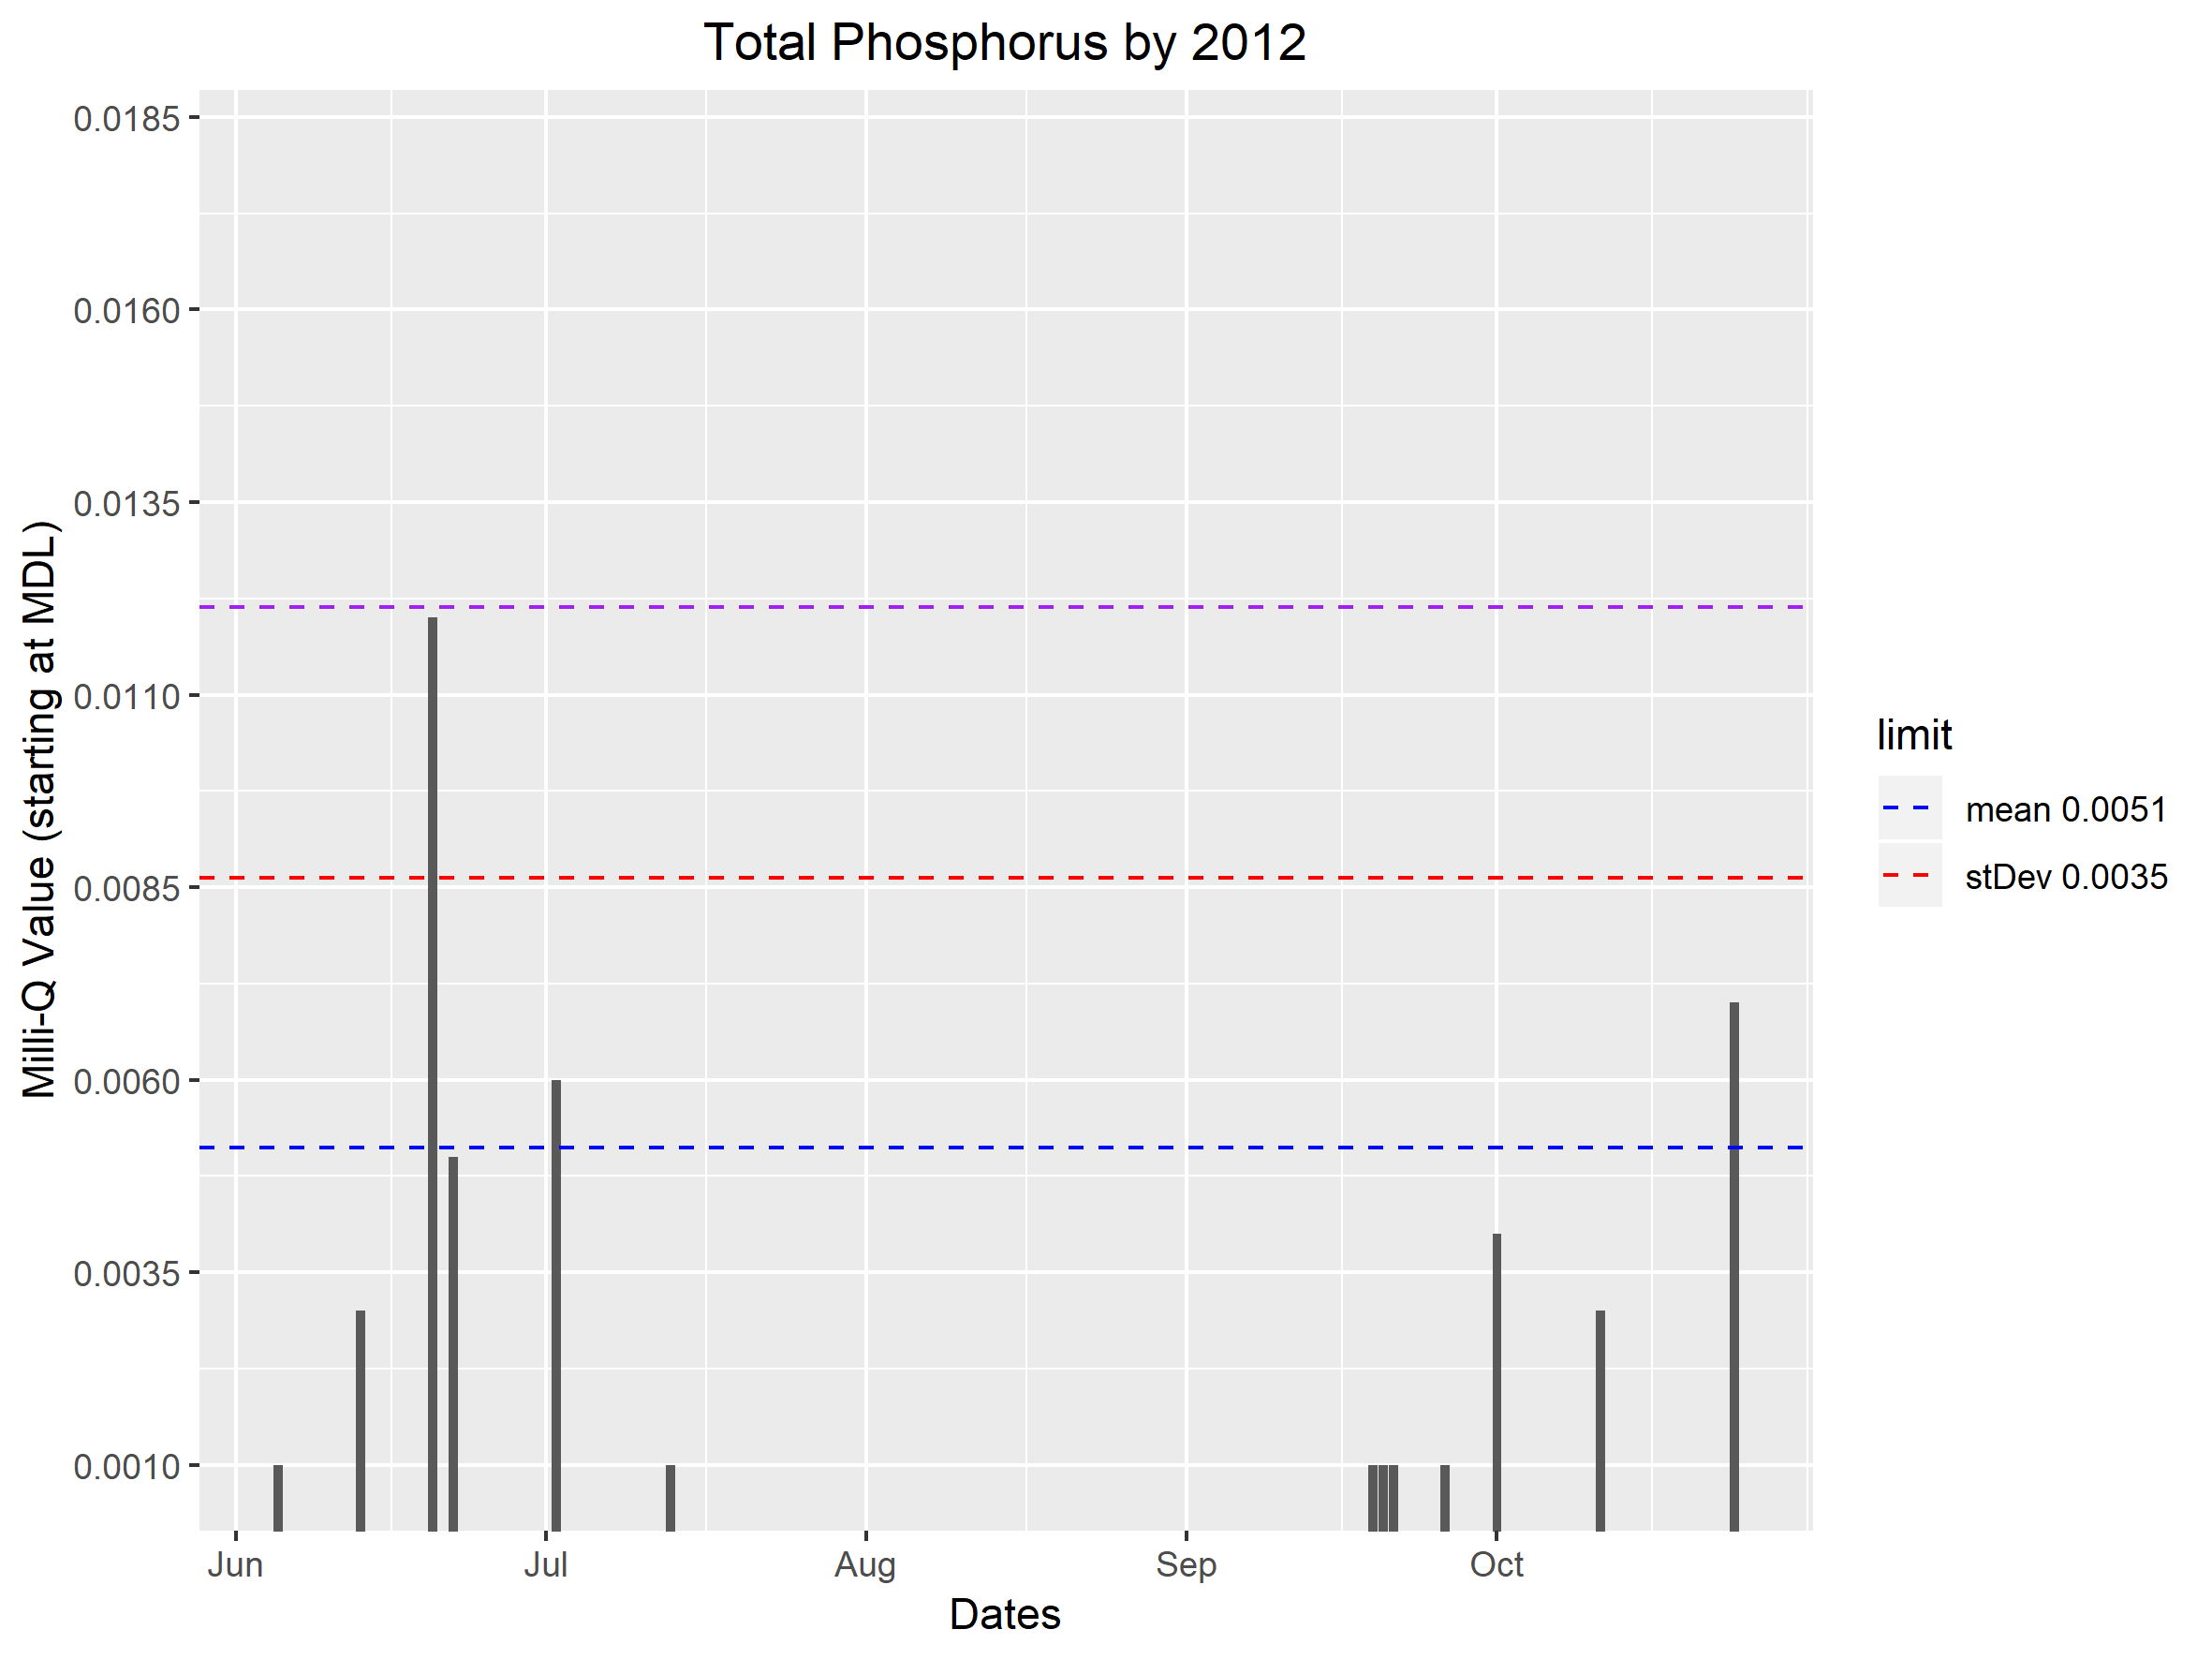 Total Phosphorus by 2012
Milli-Q Value (starting at MDL)
0.0185
0.0160
0.0135
0.0110
0.0085
0.0060
0.0035
0.0010
Jun Jul Aug Sep Oct
Dates
limit
mean 0.0051
stDev 0.0035